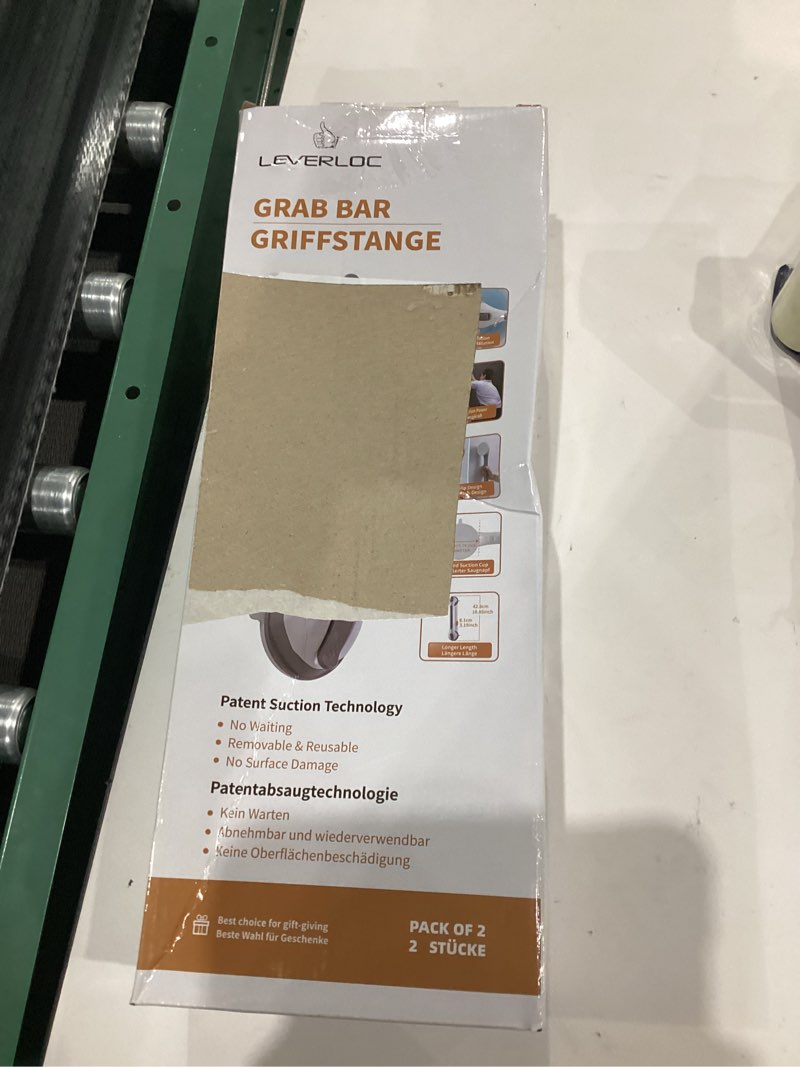 LEVERLOC
GRAB BAR
GRIFFSTANGE
42.8cm
Longer Length
Längere Länge
Patent Suction Technology
• No Waiting
• Removable & Reusable
• No Surface Damage
Patentabsaugtechnologie
• Kein Warten
• Abnehmbar und wiederverwendbar
• Keine Oberflächenbeschädigung
Best choice for gift-giving
Beste Wahl für Geschenke
PACK OF 2
2 STÜCKE